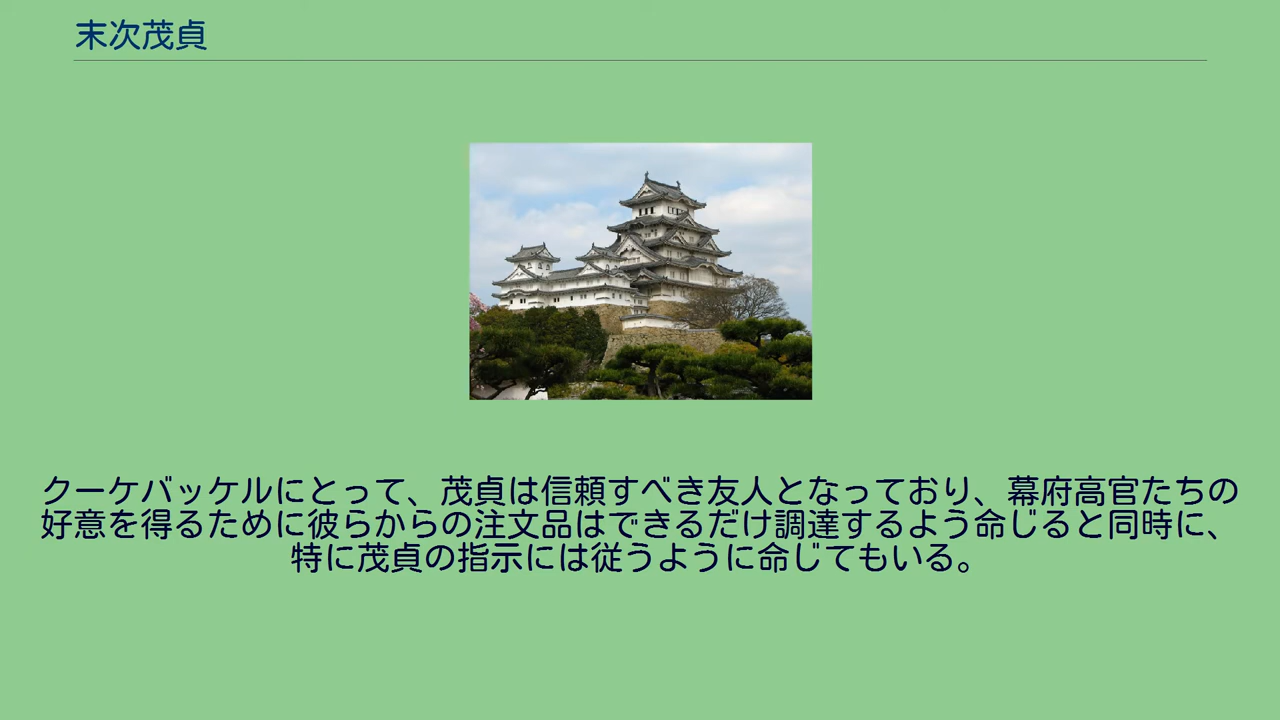 末次茂貞
クーケバッケルにとって、茂貞は信頼すべき友人となっており、幕府高官たちの
好意を得るために彼らからの注文品はできるだけ調達するよう命じると同時に、
特に茂貞の指示には従うように命じてもいる。